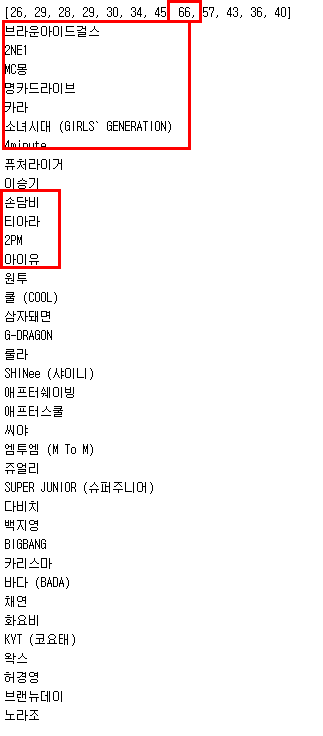 [26, 29, 28, 29, 30, 34, 45, 66, 57, 43, 36, 40]
브라운아이드걸스
2NE1
MC몽
명카드라이브
카라
소녀시대 (GIRLS` GENERATION)
4minute
퓨처라이거
이승기
손담비
티아라
2PM
아이유
원투
쿨 (COOL)
삼자돼면
G-DRAGON
룰라
SHINee (샤이니)
애프터쉐이빙
애프터스쿨
씨야
엠투엠 (M To M)
쥬얼리
SUPER JUNIOR (슈퍼주니어)
다비치
백지영
BIGBANG
카리스마
바다 (BADA)
채연
화요비
KYT (코요태)
왁스
허경영
브랜뉴데이
노라조